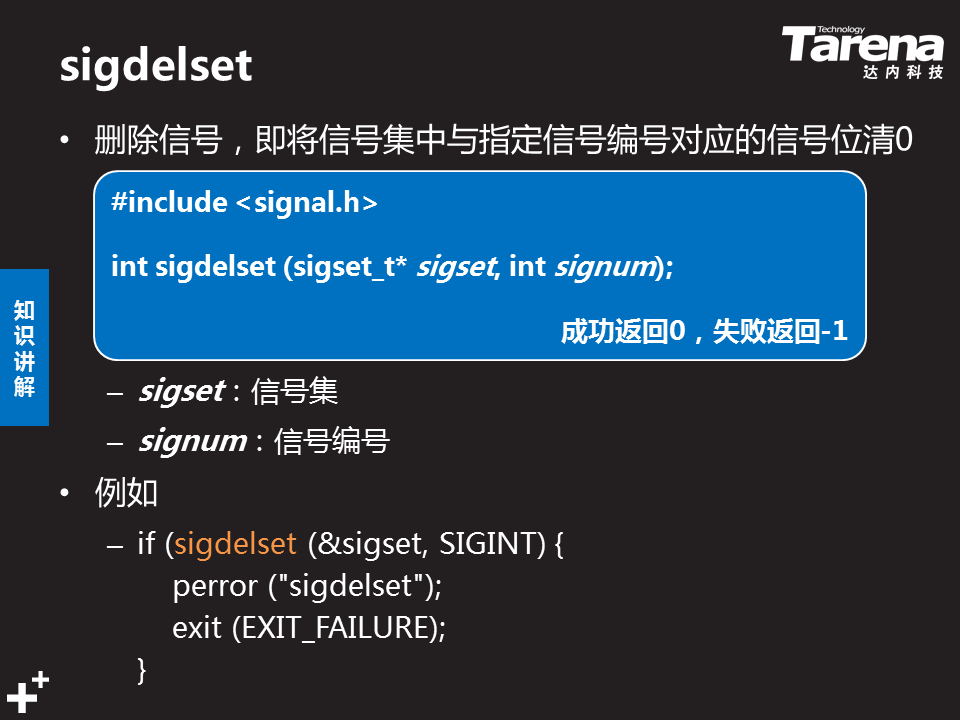 sigdelset
Technology
Tarena
达内科技
• 删除信号，即将信号集中与指定信号编号对应的信号位清0
#include <signal.h>
int sigdelset (sigset_t* sigset, int signum);
成功返回0，失败返回-1
知识讲解
– sigset：信号集
– signum：信号编号
• 例如
– if (sigdelset (&sigset, SIGINT) {
perror ("sigdelset");
exit (EXIT_FAILURE);
}